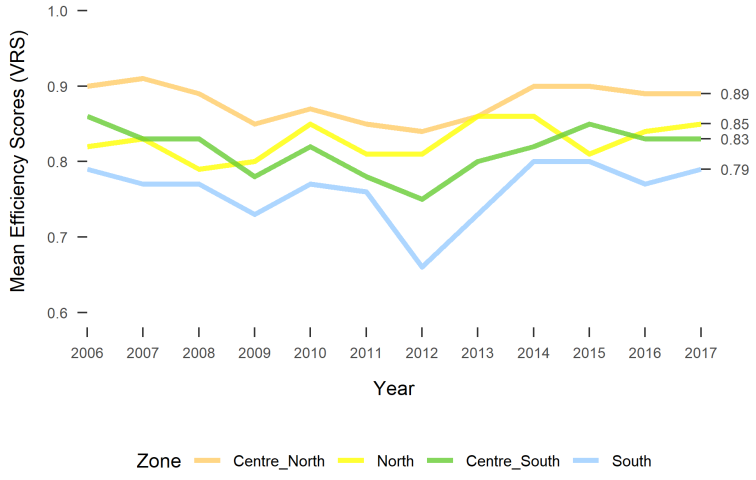 Mean Efficiency Scores (VRS)
1.0
0.9
0.8
0.7
0.6
0.89
0.85
0.83
0.79
2006 2007 2008 2009 2010 2011 2012 2013 2014 2015 2016 2017
Year
Zone Centre_North North Centre_South South